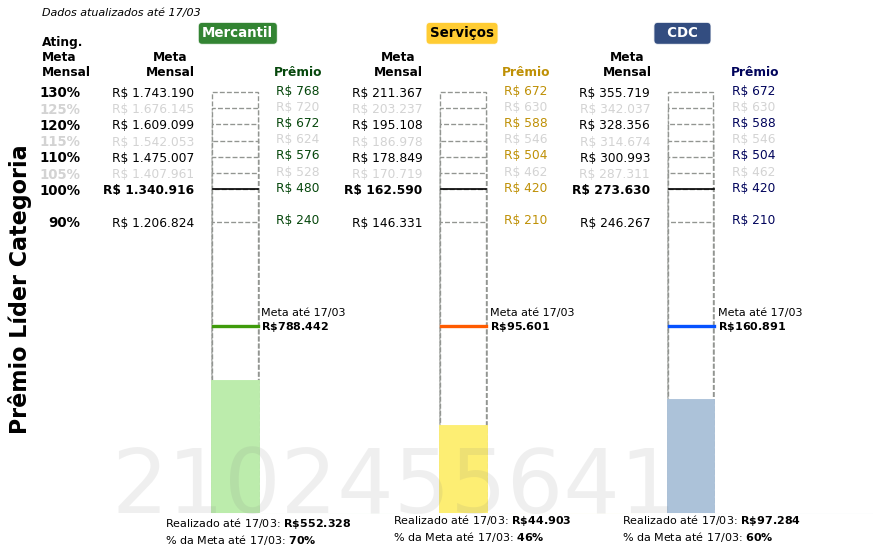 Dados atualizados até 17/03
Mercantil Serviços CDC
Ating.
Meta Meta Meta Meta
Mensal Mensal Prêmio Mensal Prêmio Mensal Prêmio
130% R$ 1.743.190 R$ 768 R$ 211.367 R$ 672 R$ 355.719 R$ 672
125% R$ 1.676.145 R$ 720 R$ 203.237 R$ 630 R$ 342.037 R$ 630
120% R$ 1.609.099 R$ 672 R$ 195.108 R$ 588 R$ 328.356 R$ 588
115% R$ 1.542.053 R$ 624 R$ 186.978 R$ 546 R$ 314.674 R$ 546
110% R$ 1.475.007 R$ 576 R$ 178.849 R$ 504 R$ 300.993 R$ 504
105% R$ 1.407.961 R$ 528 R$ 170.719 R$ 462 R$ 287.311 R$ 462
100% R$ 1.340.916 R$ 480 R$ 162.590 R$ 420 R$ 273.630 R$ 420
90% R$ 1.206.824 R$ 240 R$ 146.331 R$ 210 R$ 246.267 R$ 210
Prêmio Líder Categoria
Meta até 17/03 Meta até 17/03 Meta até 17/03
R$788.442 R$95.601 R$160.891
2102455641
Realizado até 17/03: R$552.328 Realizado até 17/03: R$44.903 Realizado até 17/03: R$97.284
% da Meta até 17/03: 70% % da Meta até 17/03: 46% % da Meta até 17/03: 60%